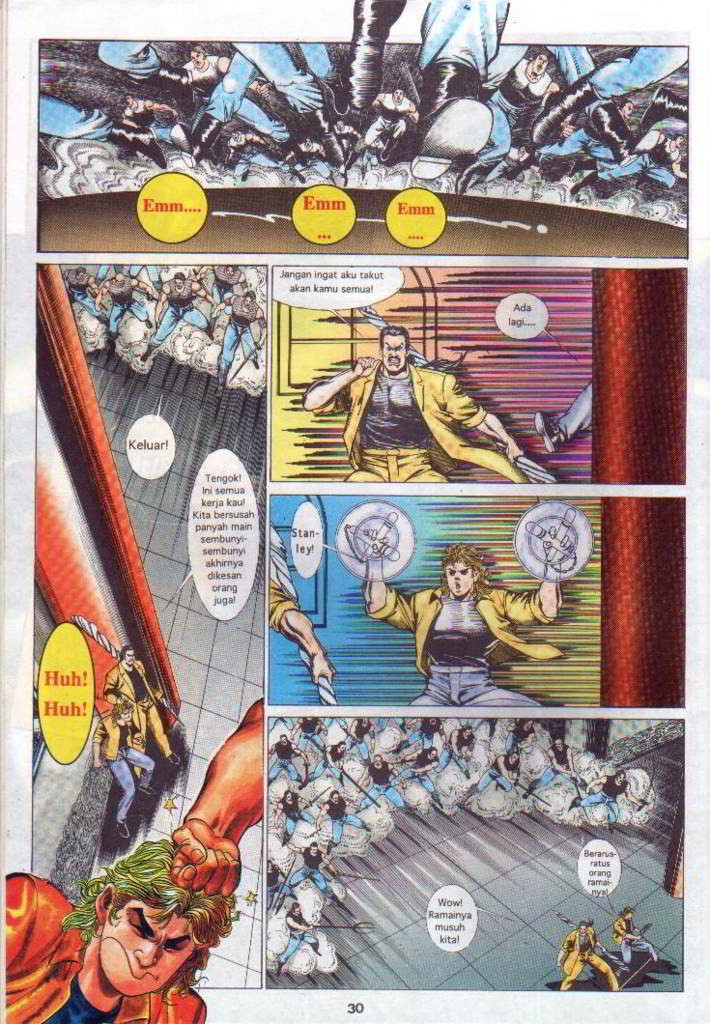 Emm....
Emm
...
Emm
....
Keluar!
Tengok!
Ini semua
kerja kau!
Kita bersusah
panyah main
sembunyi-
sembunyi
akhirnya
dikesan
orang
juga!
Huh!
Huh!
Jangan ingat aku takut
akan kamu semua!
Ada
lagi....
Stan-
ley!
Berarus-
ratus
orang
ramai-
nya!
Wow!
Ramainya
musuh
kita!
30